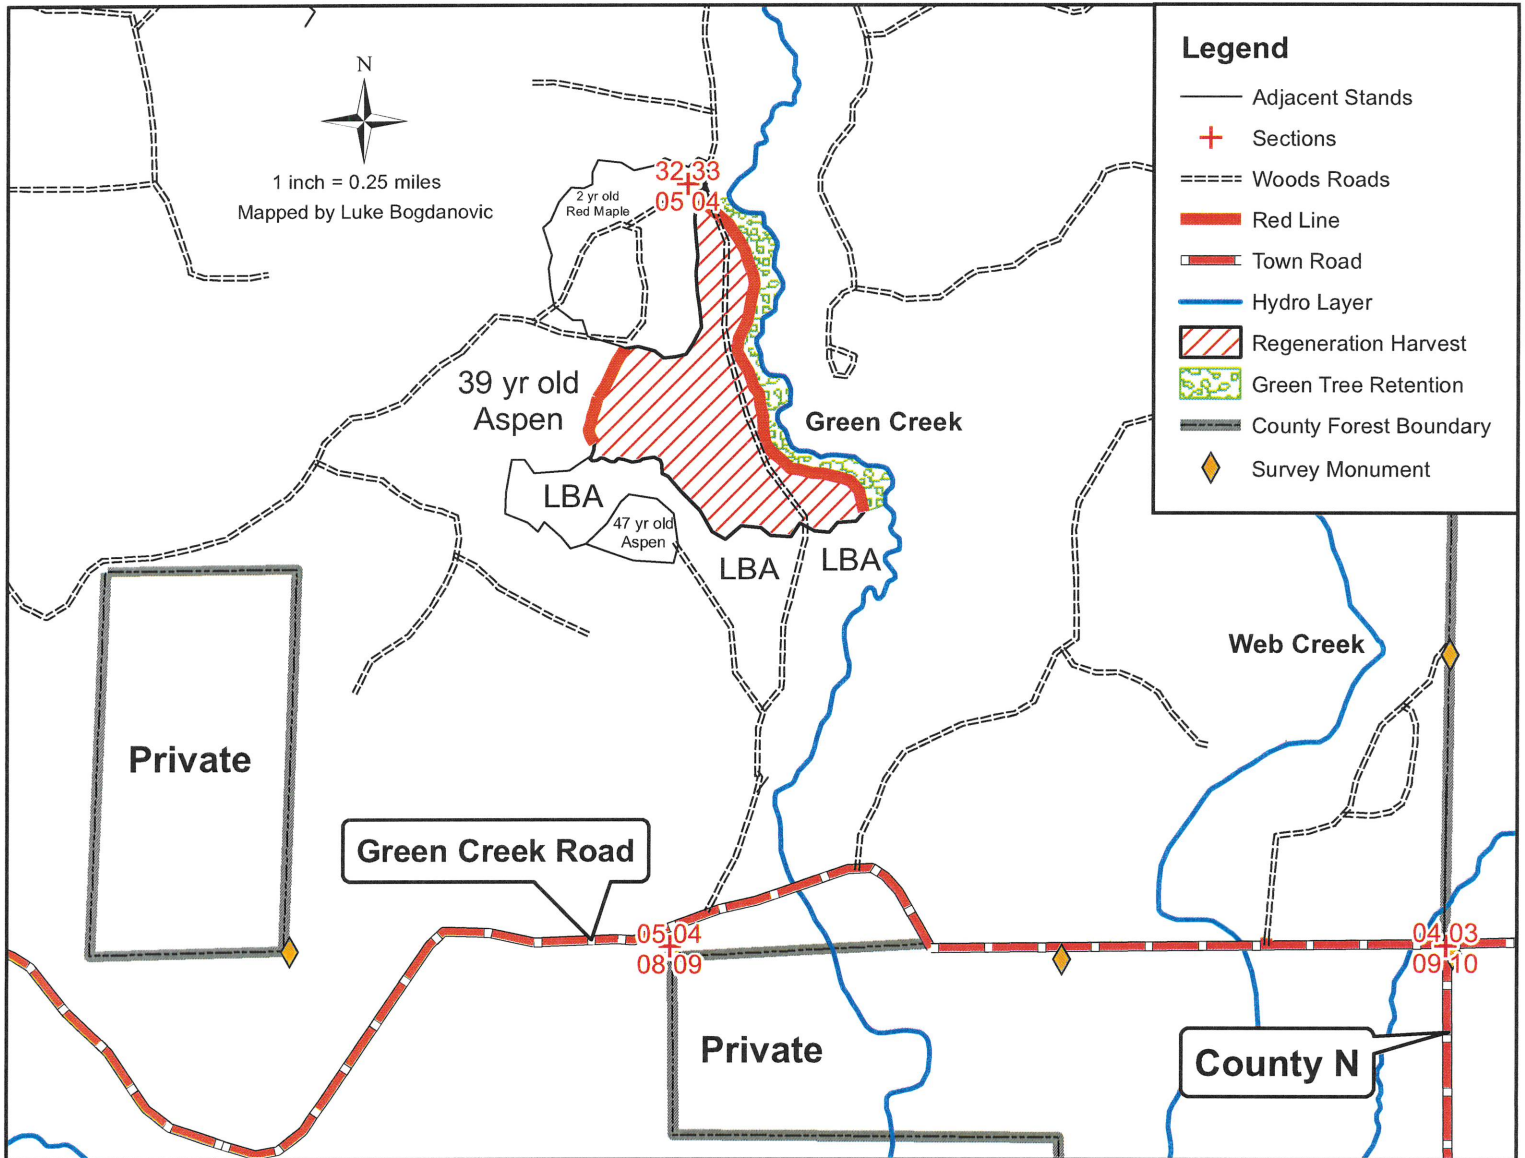 N
1 inch = 0.25 miles
Mapped by Luke Bogdanovic
Legend
Adjacent Stands
Sections
Woods Roads
Red Line
Town Road
Hydro Layer
Regeneration Harvest
Green Tree Retention
County Forest Boundary
Survey Monument
32 33
05 04
2 yr old
Red Maple
39 yr old
Aspen
Green Creek
LBA
47 yr old
Aspen
LBA
LBA
Web Creek
Private
Green Creek Road
05 04
08 09
04 03
09 10
Private
County N